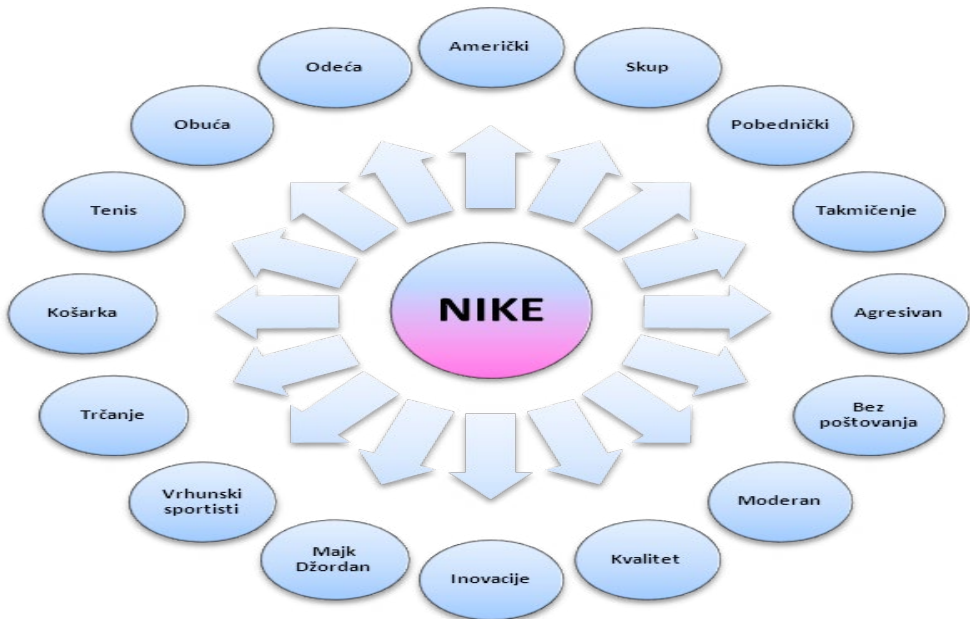 Američki
Skup
Pobednički
Takmičenje
Agresivan
Bez
poštovanja
Moderan
Kvalitet
Inovacije
Majk
Džordan
Vrhunski
sportisti
Trčanje
Košarka
Tenis
Obuća
Odeća
NIKE